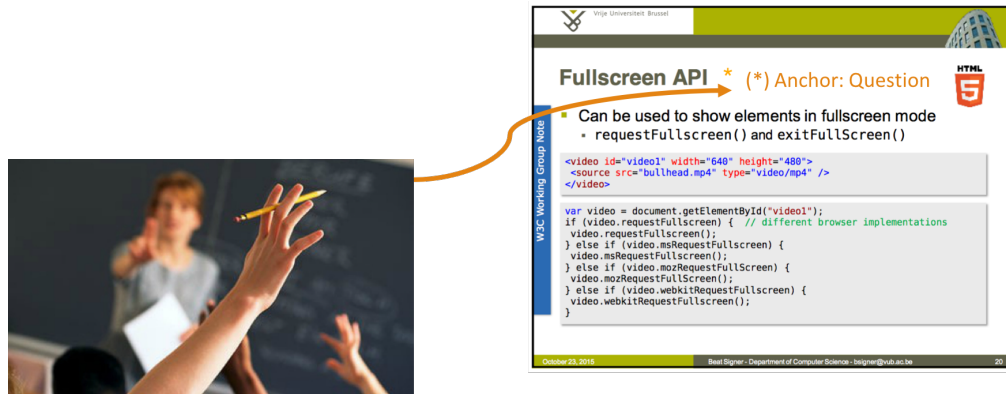 Vrije Universiteit Brussel
Fullscreen API * (*) Anchor: Question
HTML
5
Can be used to show elements in fullscreen mode
requestFullscreen() and exitFullScreen()
W3C Working Group Note
<video id="video1" width="640" height="480">
<source src="bullhead.mp4" type="video/mp4" />
</video>
var video = document.getElementById("video1");
if (video.requestFullscreen) { // different browser implementations
video.requestFullscreen();
} else if (video.msRequestFullscreen) {
video.msRequestFullscreen();
} else if (video.mozRequestFullScreen) {
video.mozRequestFullScreen();
} else if (video.webkitRequestFullscreen) {
video.webkitRequestFullscreen();
}
October 23, 2015
Beat Signer - Department of Computer Science - bsigner@vub.ac.be
20